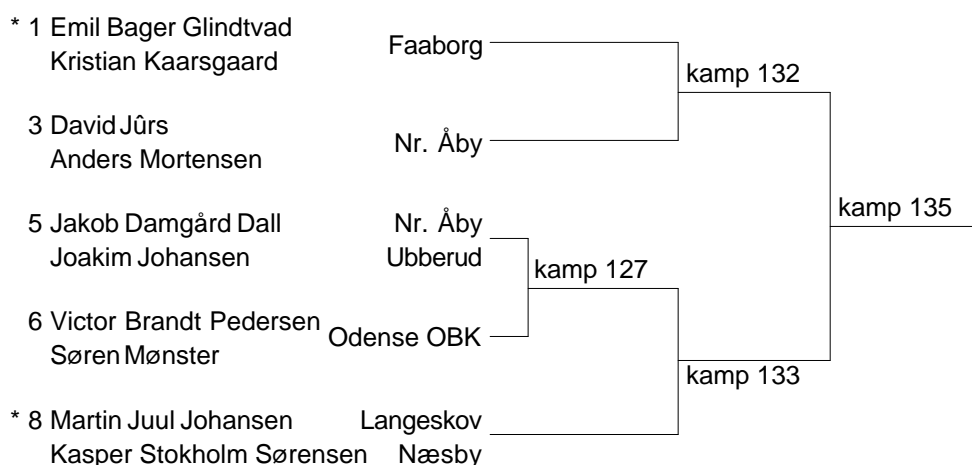 * 1 Emil Bager Glindtvad
Kristian Kaarsgaard
Faaborg
kamp 132
3 David Jûrs
Anders Mortensen
Nr. Åby
kamp 135
5 Jakob Damgård Dall
Nr. Åby
Joakim Johansen
Ubberud
kamp 127
6 Victor Brandt Pedersen
Søren Mønster
Odense OBK
kamp 133
* 8 Martin Juul Johansen
Langeskov
Kasper Stokholm Sørensen
Næsby